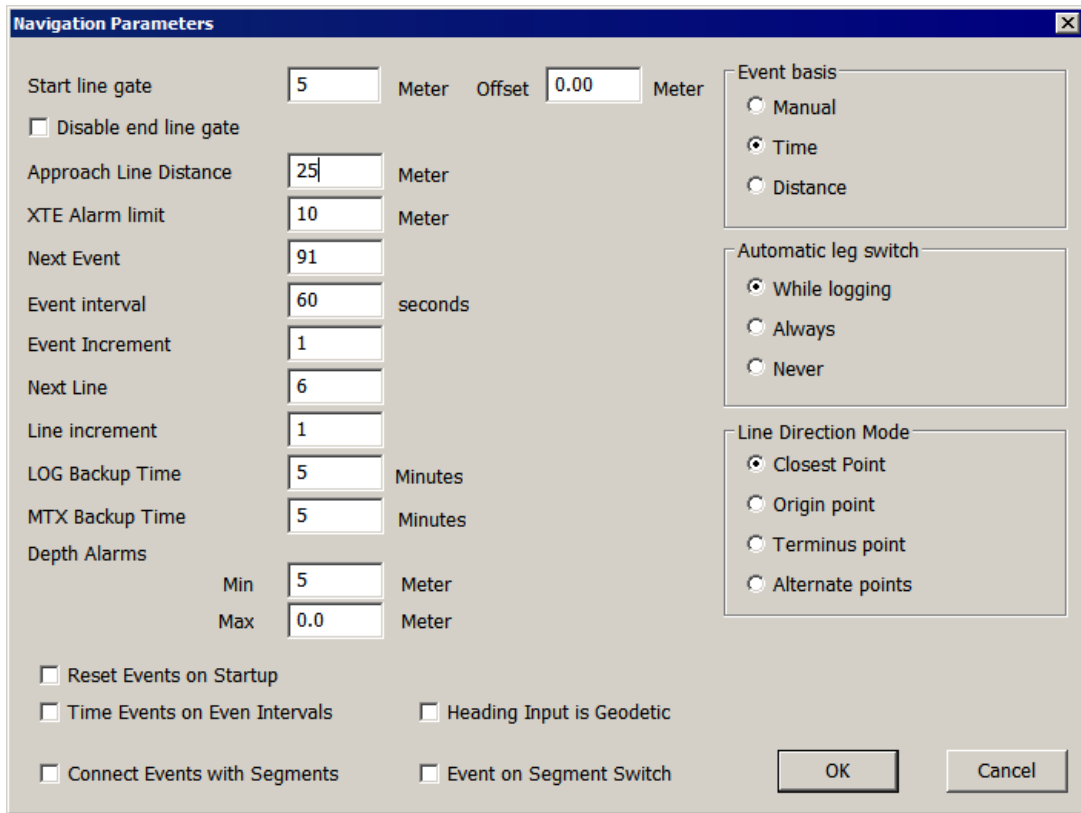 Navigation Parameters
Start line gate 5 Meter Offset 0.00 Meter
Disable end line gate
Approach Line Distance 25 Meter
XTE Alarm limit 10 Meter
Next Event 91
Event interval 60 seconds
Event Increment 1
Next Line 6
Line increment 1
LOG Backup Time 5 Minutes
MTX Backup Time 5 Minutes
Depth Alarms
Min 5 Meter
Max 0.0 Meter
Event basis
Manual
Time
Distance
Automatic leg switch
While logging
Always
Never
Line Direction Mode
Closest Point
Origin point
Terminus point
Alternate points
Reset Events on Startup
Time Events on Even Intervals Heading Input is Geodetic
Connect Events with Segments Event on Segment Switch
OK Cancel